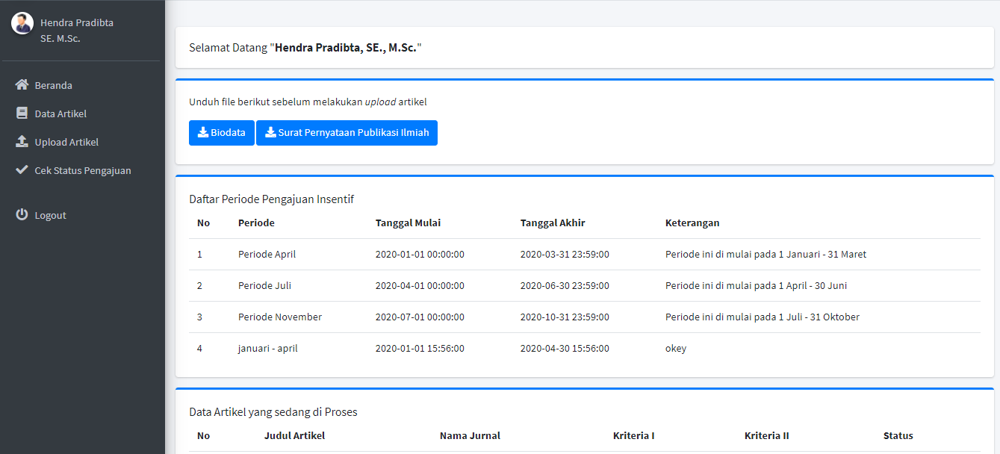 Hendra Pradibta
SE. M.Sc.
Beranda
Data Artikel
Upload Artikel
Cek Status Pengajuan
Logout
Selamat Datang "Hendra Pradibta, SE., M.Sc."
Unduh file berikut sebelum melakukan upload artikel
Biodata Surat Pernyataan Publikasi Ilmiah
Daftar Periode Pengajuan Insentif
No Periode Tanggal Mulai Tanggal Akhir Keterangan
1 Periode April 2020-01-01 00:00:00 2020-03-31 23:59:00 Periode ini di mulai pada 1 Januari - 31 Maret
2 Periode Juli 2020-04-01 00:00:00 2020-06-30 23:59:00 Periode ini di mulai pada 1 April - 30 Juni
3 Periode November 2020-07-01 00:00:00 2020-10-31 23:59:00 Periode ini di mulai pada 1 Juli - 31 Oktober
4 januari - april 2020-01-01 15:56:00 2020-04-30 15:56:00 okey
Data Artikel yang sedang di Proses
No Judul Artikel Nama Jurnal Kriteria I Kriteria II Status